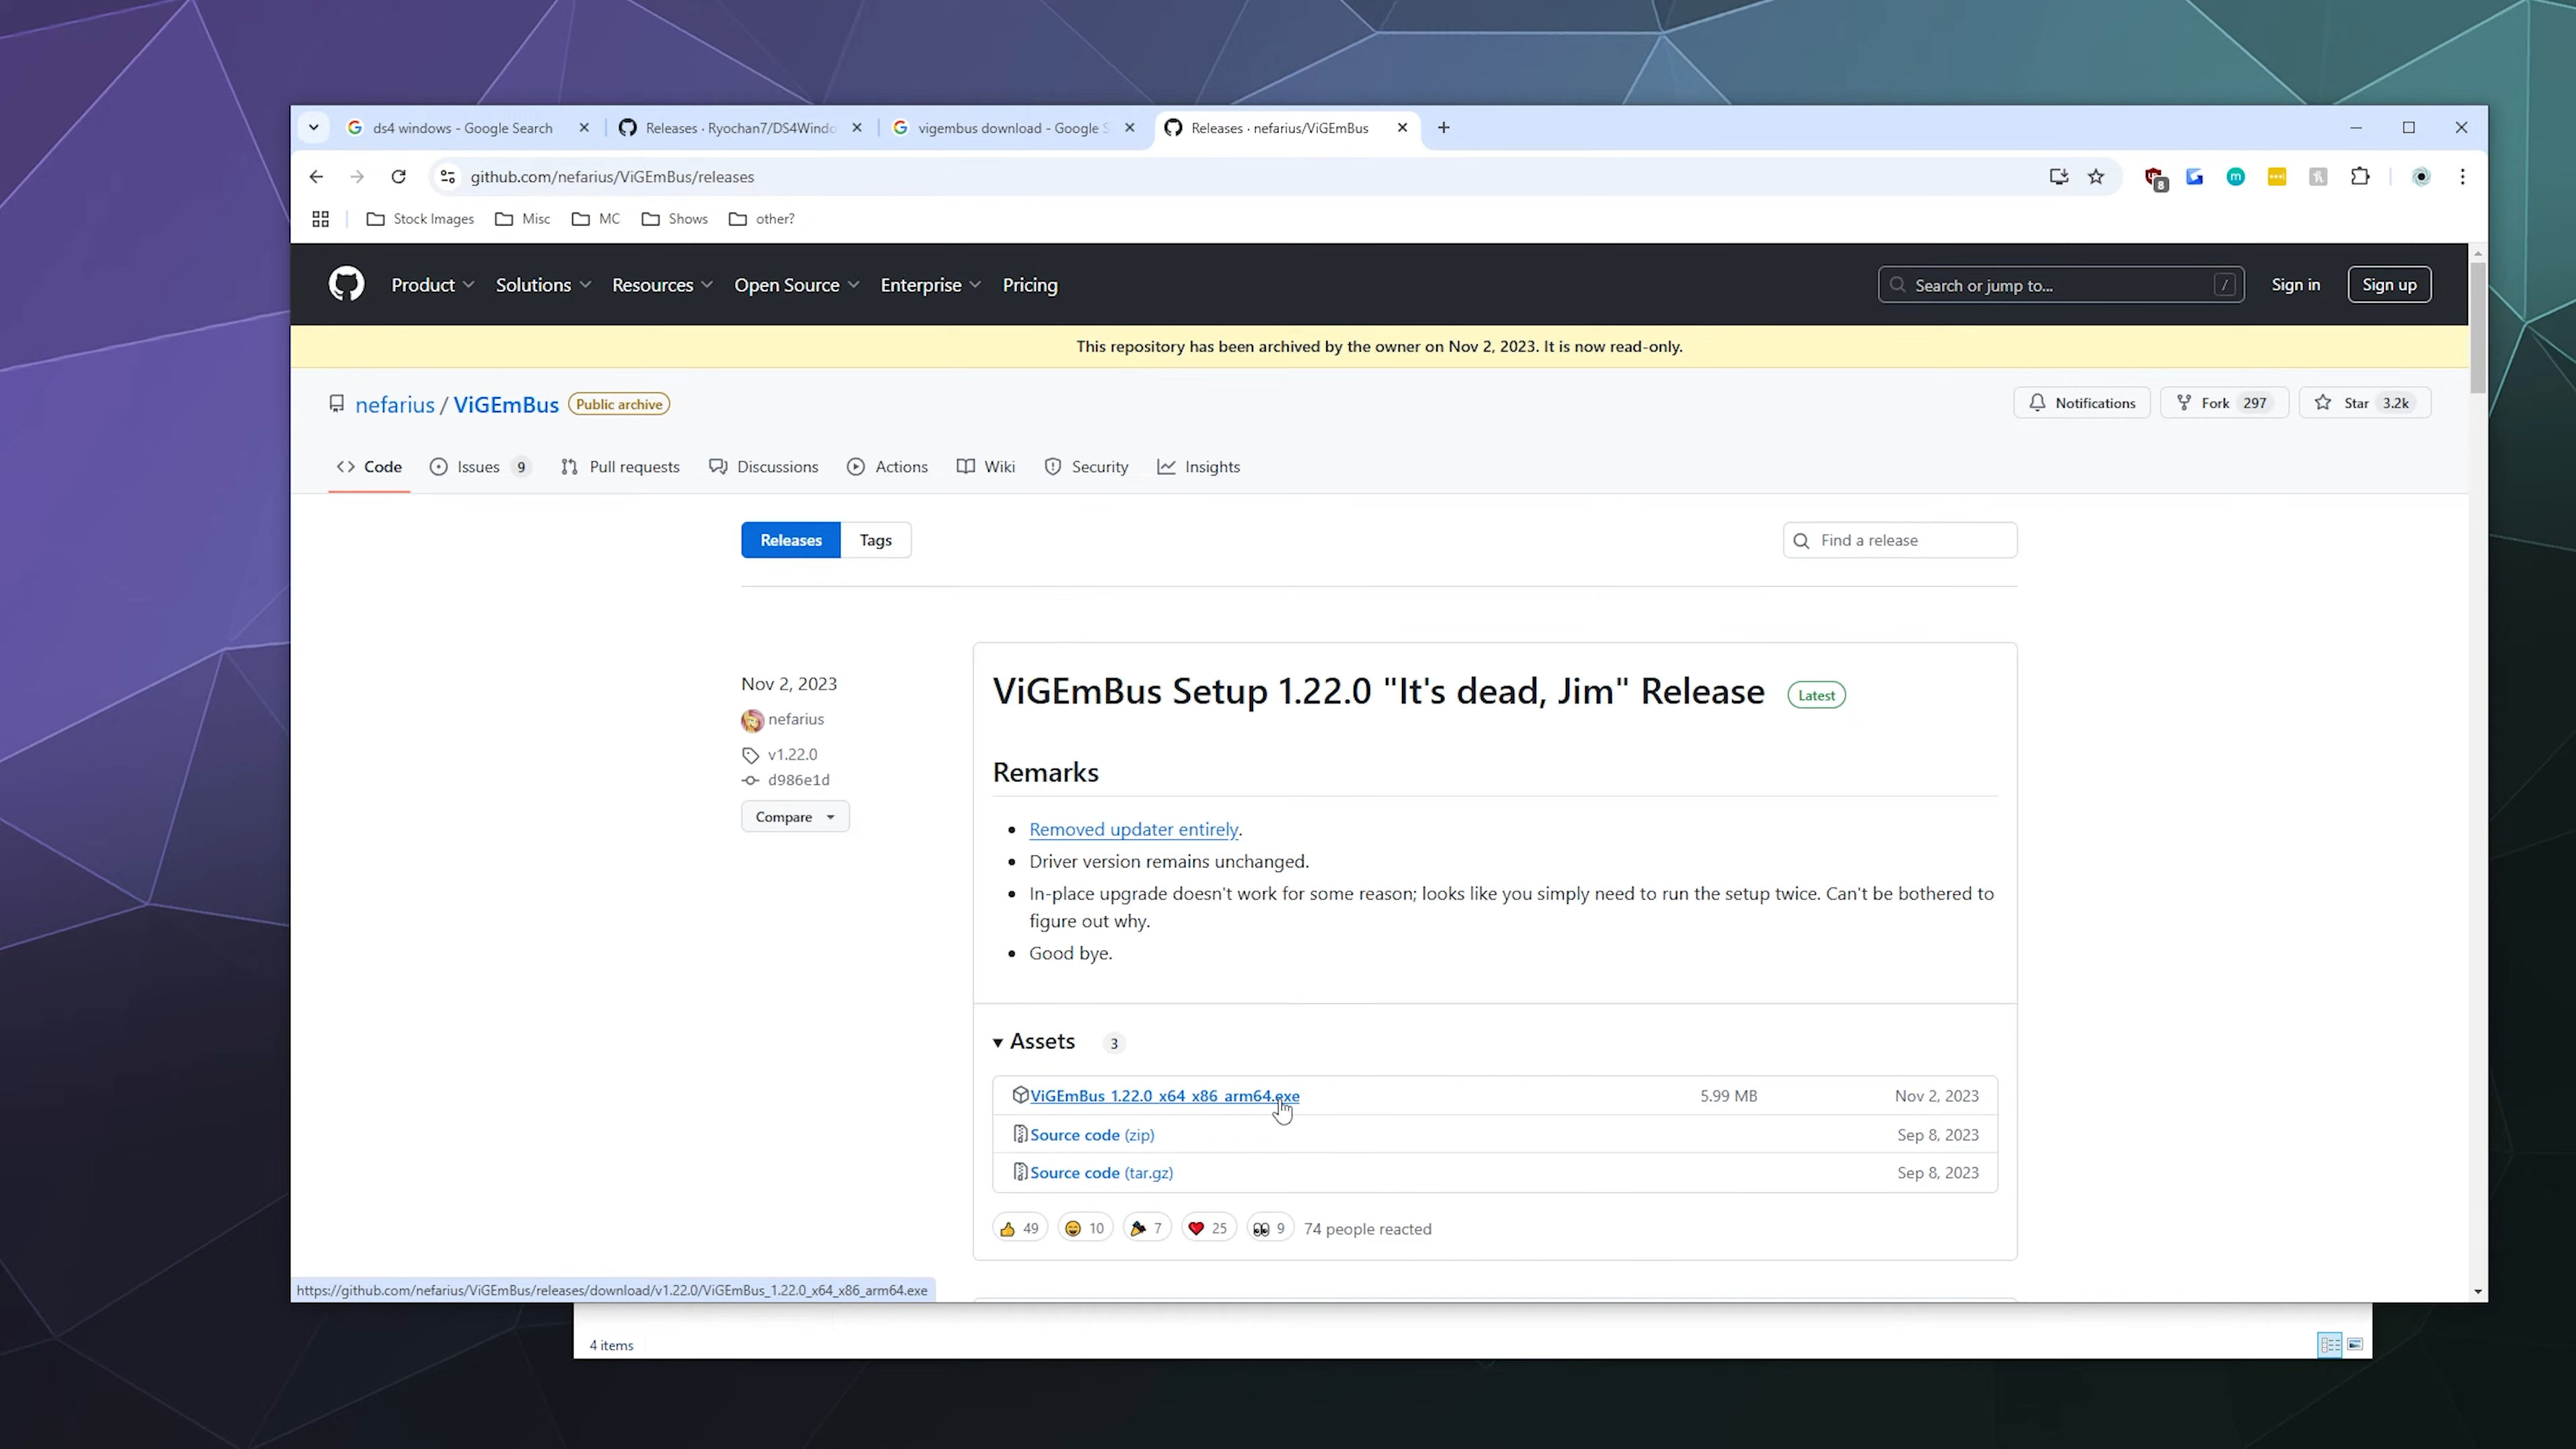 ds4 windows - Google Search
Releases · Ryochan7/DS4Windo
vigembus download - Google S
Releases · nefarius/ViGEmBus
github.com/nefarius/ViGEmBus/releases
8
m
Stock Images
Misc
MC
Shows
other?
Product
Solutions
Resources
Open Source
Enterprise
Pricing
Search or jump to...
/
Sign in
Sign up
This repository has been archived by the owner on Nov 2, 2023. It is now read-only.
nefarius / ViGEmBus
Public archive
Notifications
Fork 297
Star 3.2k
Code
Issues 9
Pull requests
Discussions
Actions
Wiki
Security
Insights
Releases
Tags
Find a release
Nov 2, 2023
nefarius
v1.22.0
d986e1d
Compare
ViGEmBus Setup 1.22.0 "It's dead, Jim" Release
Latest
Remarks
Removed updater entirely.
Driver version remains unchanged.
In-place upgrade doesn't work for some reason; looks like you simply need to run the setup twice. Can't be bothered to
figure out why.
Good bye.
Assets 3
ViGEmBus_1.22.0_x64_x86_arm64.exe
5.99 MB
Nov 2, 2023
Source code (zip)
Sep 8, 2023
Source code (tar.gz)
Sep 8, 2023
49
10
7
25
9
74 people reacted
https://github.com/nefarius/ViGEmBus/releases/download/v1.22.0/ViGEmBus_1.22.0_x64_x86_arm64.exe
4 items